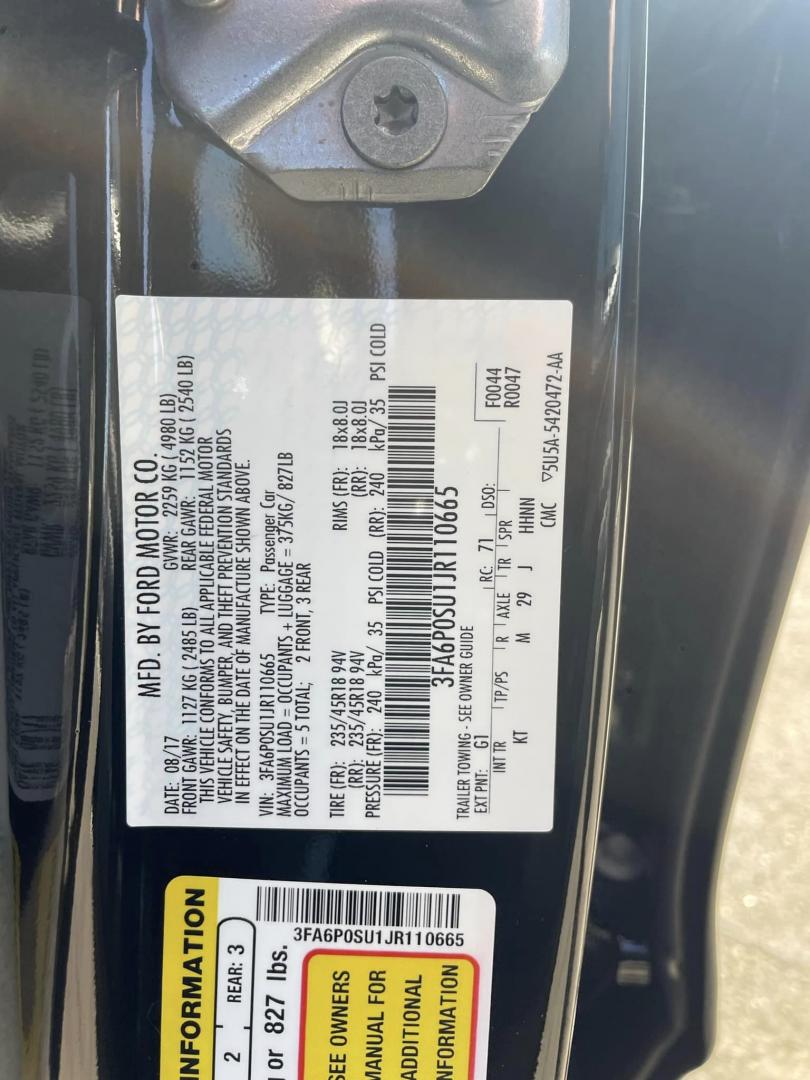 MFD. BY FORD MOTOR CO.
DATE: 08/17 GVWR: 2259 KG ( 4980 LB)
FRONT GAWR: 1127 KG ( 2485 LB) REAR GAWR: 1152 KG ( 2540 LB)
THIS VEHICLE CONFORMS TO ALL APPLICABLE FEDERAL MOTOR
VEHICLE SAFETY, BUMPER, AND THEFT PREVENTION STANDARDS
IN EFFECT ON THE DATE OF MANUFACTURE SHOWN ABOVE.
VIN: 3FA6P0SU1JR110665 TYPE: Passenger Car
MAXIMUM LOAD = OCCUPANTS + LUGGAGE = 375KG/ 827LB
OCCUPANTS = 5 TOTAL; 2 FRONT, 3 REAR
TIRE (FR): 235/45R18 94V RIMS (FR): 18x8.0J
(RR): 235/45R18 94V 18x8.0J
PRESSURE (FR): 240 kPa/ 35 PSI COLD (RR): 240 kPa/ 35 PSI COLD
3FA6P0SU1JR110665
TRAILER TOWING - SEE OWNER GUIDE
EXT PNT: G1 RC: 71 DSO: F0044
R0047
INT TR TP/PS R AXLE TR SPR
KT M 29 J HHNN
CMC ▽5U5A-5420472-AA
INFORMATION
2 REAR: 3
or 827 lbs.
3FA6P0SU1JR110665
SEE OWNERS
MANUAL FOR
ADDITIONAL
INFORMATION